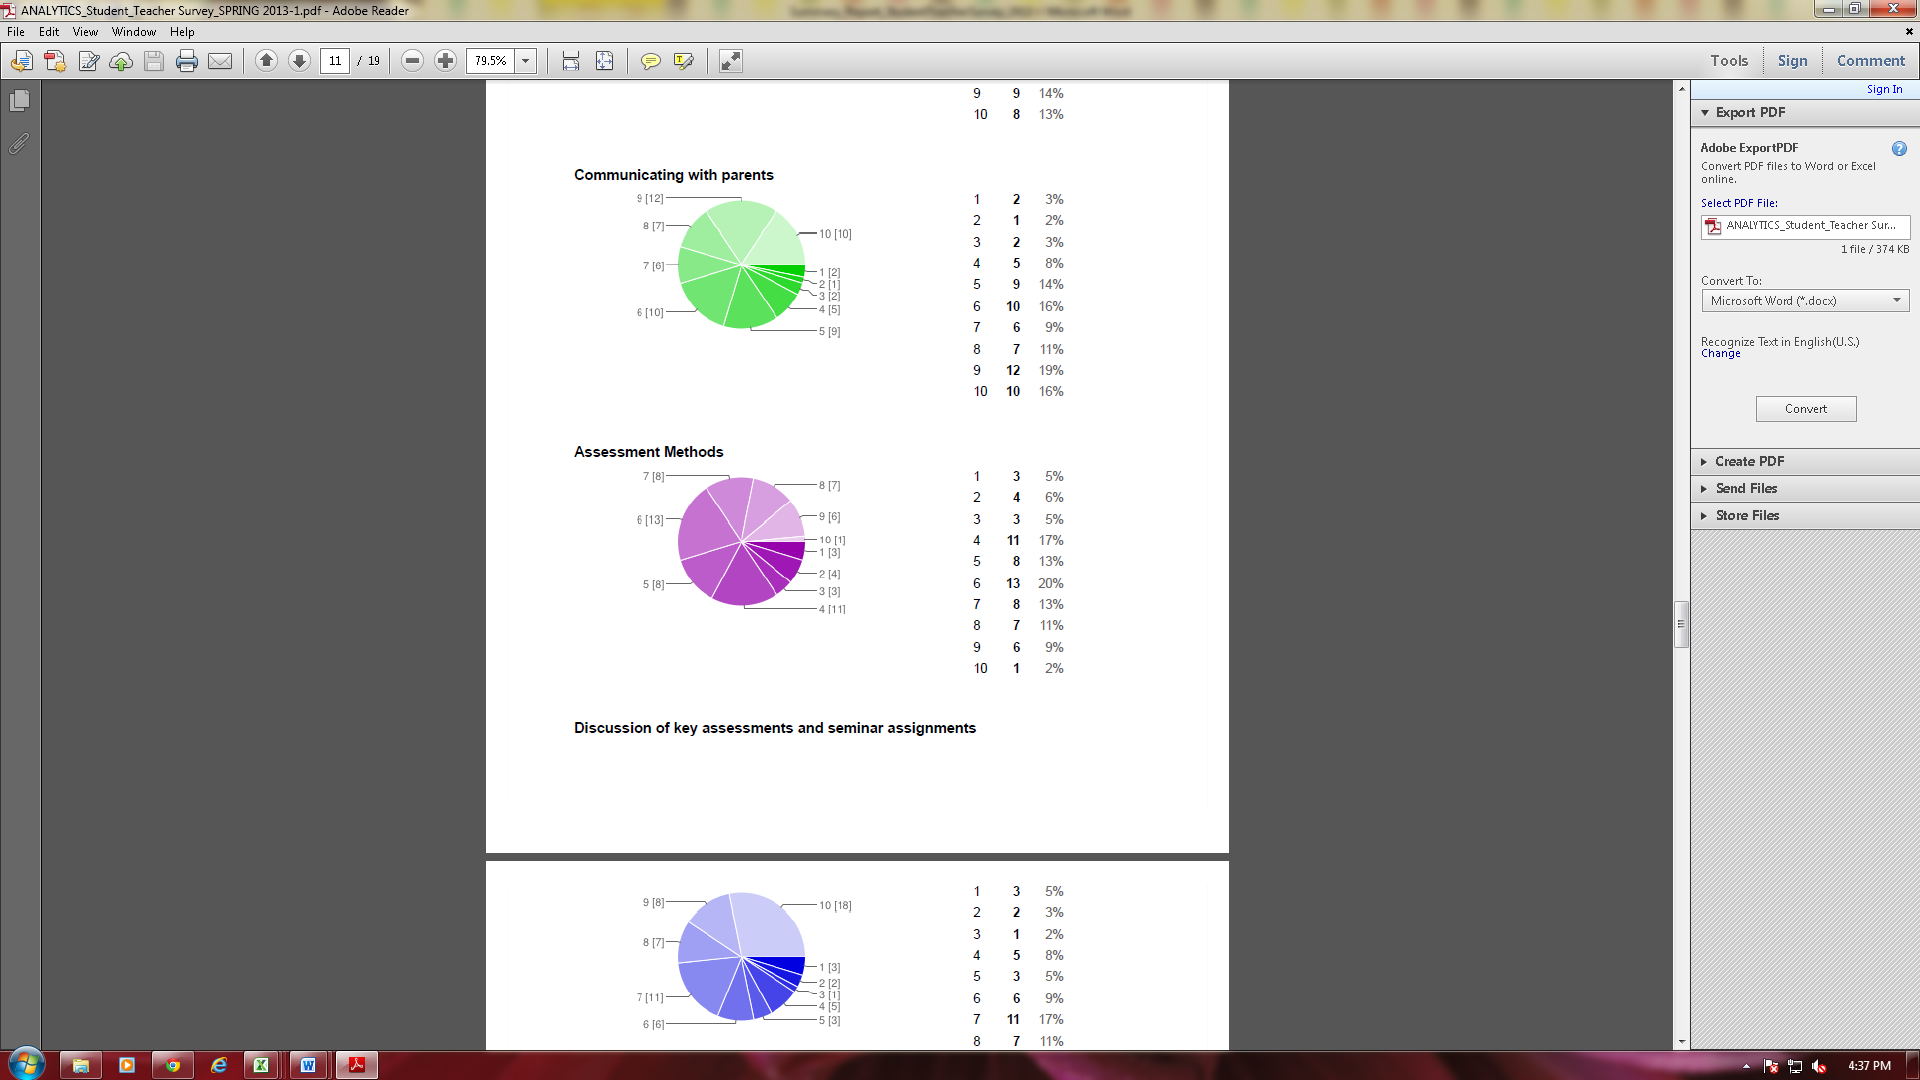 ANALYTICS_Student_Teacher Survey_SPRING 2013-1.pdf - Adobe Reader
File Edit View Window Help
11 / 19 79.5% Tools Sign Comment
Sign In
Export PDF
Adobe ExportPDF
Convert PDF files to Word or Excel
online.
Select PDF File:
ANALYTICS_Student_Teacher Sur...
1 file / 374 KB
Convert To:
Microsoft Word (*.docx)
Recognize Text in English(U.S.)
Change
Convert
Create PDF
Send Files
Store Files
9 9 14%
10 8 13%
Communicating with parents
9 [12]
8 [7]
7 [6]
6 [10]
10 [10]
1 [2]
2 [1]
3 [2]
4 [5]
5 [9]
1 2 3%
2 1 2%
3 2 3%
4 5 8%
5 9 14%
6 10 16%
7 6 9%
8 7 11%
9 12 19%
10 10 16%
Assessment Methods
7 [8]
6 [13]
5 [8]
8 [7]
9 [6]
10 [1]
1 [3]
2 [4]
3 [3]
4 [11]
1 3 5%
2 4 6%
3 3 5%
4 11 17%
5 8 13%
6 13 20%
7 8 13%
8 7 11%
9 6 9%
10 1 2%
Discussion of key assessments and seminar assignments
9 [8]
8 [7]
7 [11]
6 [6]
10 [18]
1 [3]
2 [2]
3 [1]
4 [5]
5 [3]
1 3 5%
2 2 3%
3 1 2%
4 5 8%
5 3 5%
6 6 9%
7 11 17%
8 7 11%
4:37 PM